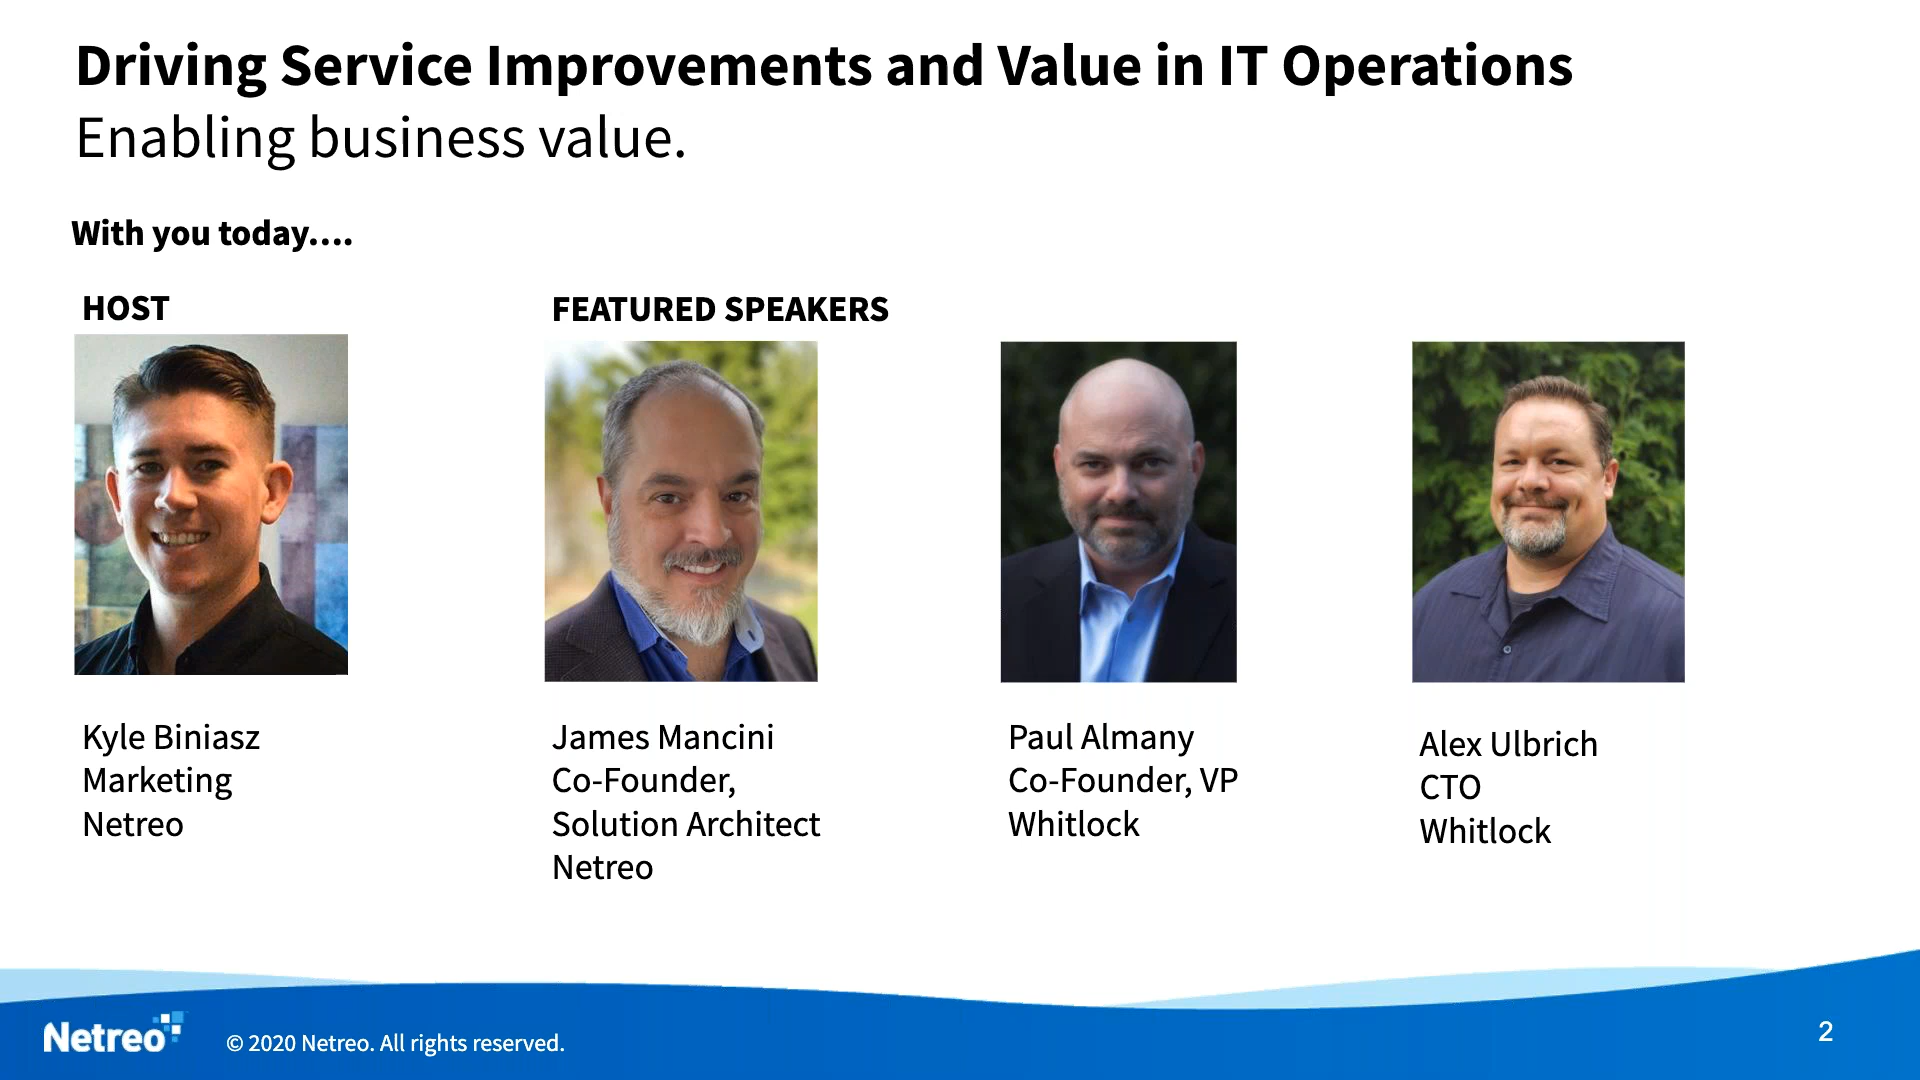 Driving Service Improvements and Value in IT Operations
Enabling business value.
With you today....
HOST
FEATURED SPEAKERS
Kyle Biniasz
Marketing
Netreo
James Mancini
Co-Founder,
Solution Architect
Netreo
Paul Almany
Co-Founder, VP
Whitlock
Alex Ulbrich
CTO
Whitlock
Netreo
© 2020 Netreo. All rights reserved.
2